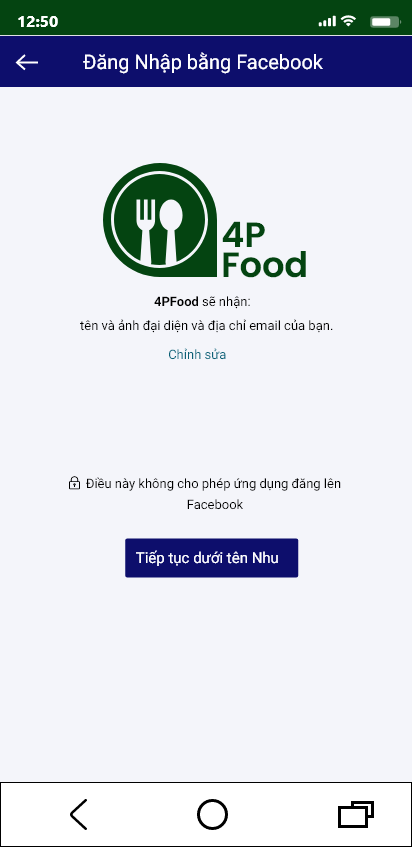 12:50
Đăng Nhập bằng Facebook
4P
Food
4PFood sẽ nhận:
tên và ảnh đại diện và địa chỉ email của bạn.
Chỉnh sửa
Điều này không cho phép ứng dụng đăng lên
Facebook
Tiếp tục dưới tên Nhu